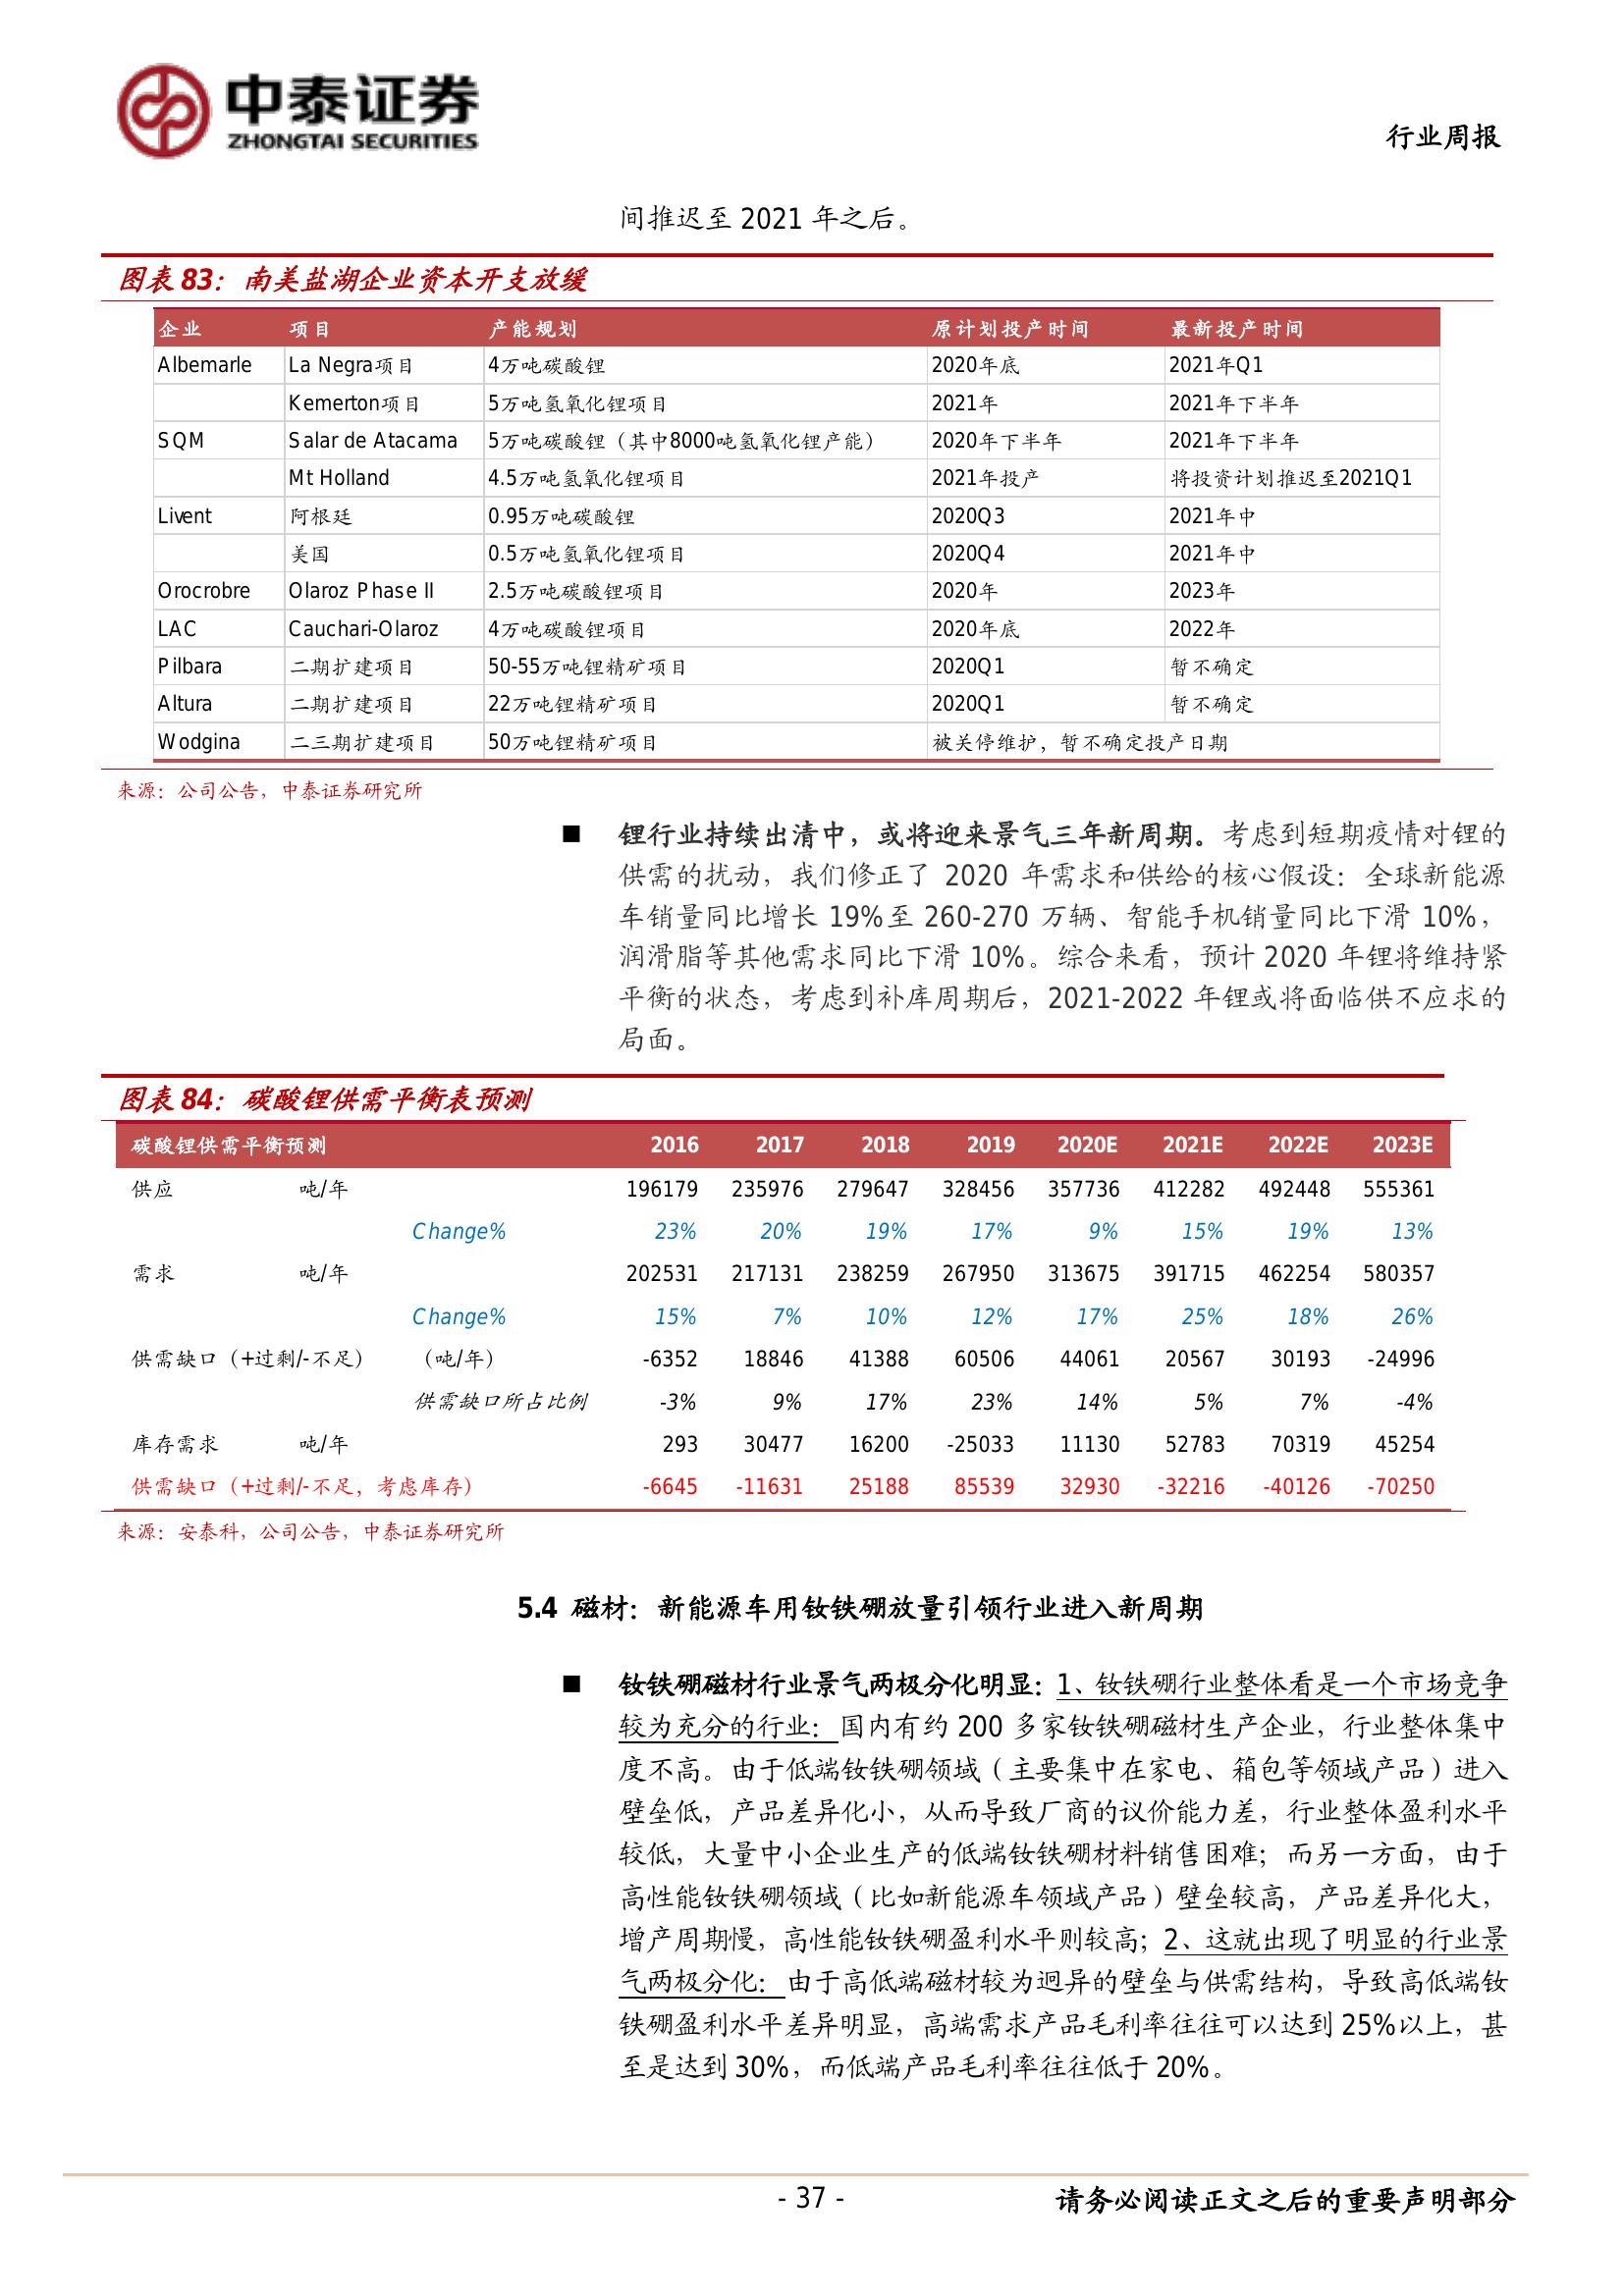 中泰证券
ZHONGTAI SECURITIES
行业周报
间推迟至 2021 年之后。
图表 83：南美盐湖企业资本开支放缓
企业 项目 产能规划 原计划投产时间 最新投产时间
Albemarle La Negra项目 4万吨碳酸锂 2020年底 2021年Q1
Kemerton项目 5万吨氢氧化锂项目 2021年 2021年下半年
SQM Salar de Atacama 5万吨碳酸锂（其中8000吨氢氧化锂产能） 2020年下半年 2021年下半年
Mt Holland 4.5万吨氢氧化锂项目 2021年投产 将投资计划推迟至2021Q1
Livent 阿根廷 0.95万吨碳酸锂 2020Q3 2021年中
美国 0.5万吨氢氧化锂项目 2020Q4 2021年中
Orocrobre Olaroz Phase II 2.5万吨碳酸锂项目 2020年 2023年
LAC Cauchari-Olaroz 4万吨碳酸锂项目 2020年底 2022年
Pilbara 二期扩建项目 50-55万吨锂精矿项目 2020Q1 暂不确定
Altura 二期扩建项目 22万吨锂精矿项目 2020Q1 暂不确定
Wodgina 二三期扩建项目 50万吨锂精矿项目 被关停维护，暂不确定投产日期
来源：公司公告，中泰证券研究所
■ 锂行业持续出清中，或将迎来景气三年新周期。考虑到短期疫情对锂的
供需的扰动，我们修正了 2020 年需求和供给的核心假设：全球新能源
车销量同比增长 19%至 260-270 万辆、智能手机销量同比下滑 10%，
润滑脂等其他需求同比下滑 10%。综合来看，预计 2020 年锂将维持紧
平衡的状态，考虑到补库周期后，2021-2022 年锂或将面临供不应求的
局面。
图表 84：碳酸锂供需平衡表预测
碳酸锂供需平衡预测 2016 2017 2018 2019 2020E 2021E 2022E 2023E
供应 吨/年 196179 235976 279647 328456 357736 412282 492448 555361
Change% 23% 20% 19% 17% 9% 15% 19% 13%
需求 吨/年 202531 217131 238259 267950 313675 391715 462254 580357
Change% 15% 7% 10% 12% 17% 25% 18% 26%
供需缺口（+过剩/-不足） （吨/年） -6352 18846 41388 60506 44061 20567 30193 -24996
供需缺口所占比例 -3% 9% 17% 23% 14% 5% 7% -4%
库存需求 吨/年 293 30477 16200 -25033 11130 52783 70319 45254
供需缺口（+过剩/-不足，考虑库存） -6645 -11631 25188 85539 32930 -32216 -40126 -70250
来源：安泰科，公司公告，中泰证券研究所
5.4 磁材：新能源车用钕铁硼放量引领行业进入新周期
■ 钕铁硼磁材行业景气两极分化明显：1、钕铁硼行业整体看是一个市场竞争
较为充分的行业：国内有约 200 多家钕铁硼磁材生产企业，行业整体集中
度不高。由于低端钕铁硼领域（主要集中在家电、箱包等领域产品）进入
壁垒低，产品差异化小，从而导致厂商的议价能力差，行业整体盈利水平
较低，大量中小企业生产的低端钕铁硼材料销售困难；而另一方面，由于
高性能钕铁硼领域（比如新能源车领域产品）壁垒较高，产品差异化大，
增产周期慢，高性能钕铁硼盈利水平则较高；2、这就出现了明显的行业景
气两极分化：由于高低端磁材较为迥异的壁垒与供需结构，导致高低端钕
铁硼盈利水平差异明显，高端需求产品毛利率往往可以达到 25%以上，甚
至是达到 30%，而低端产品毛利率往往低于 20%。
- 37 -
请务必阅读正文之后的重要声明部分